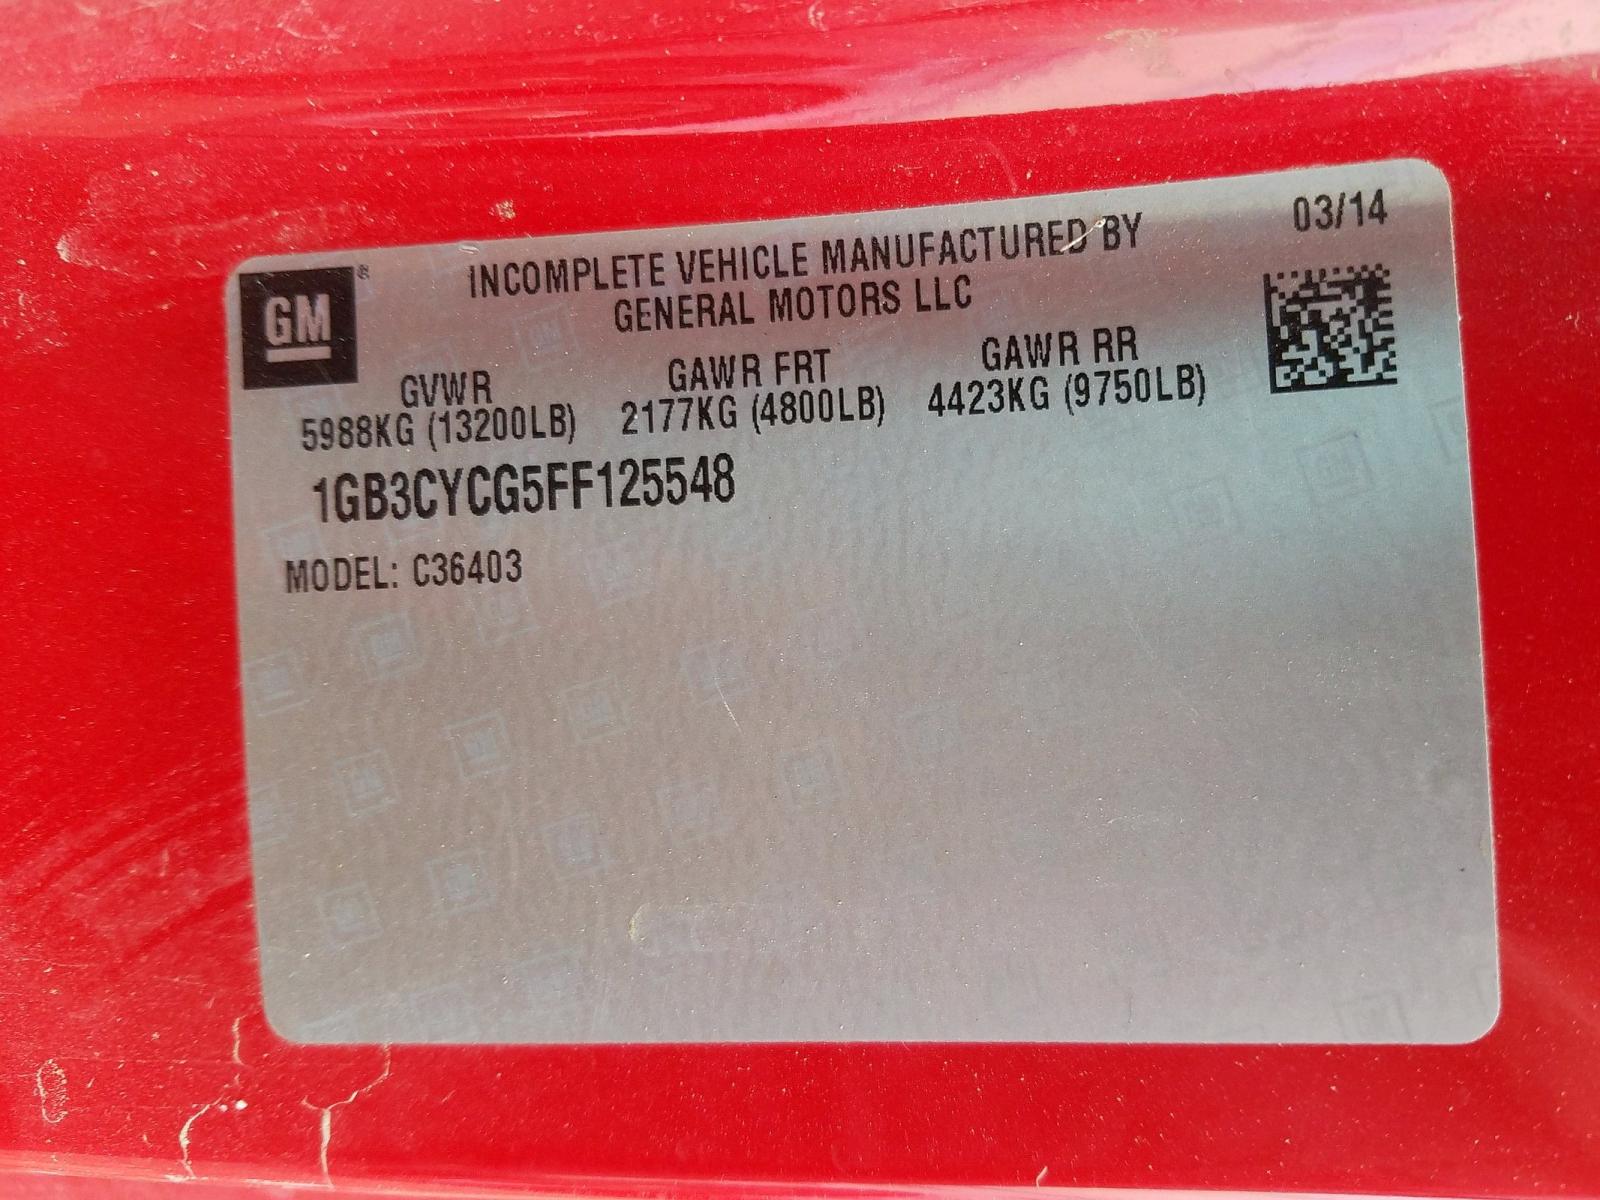 GM®
INCOMPLETE VEHICLE MANUFACTURED BY
GENERAL MOTORS LLC
03/14
GVWR
5988KG (13200LB)
GAWR FRT
2177KG (4800LB)
GAWR RR
4423KG (9750LB)
1GB3CYCG5FF125548
MODEL: C36403